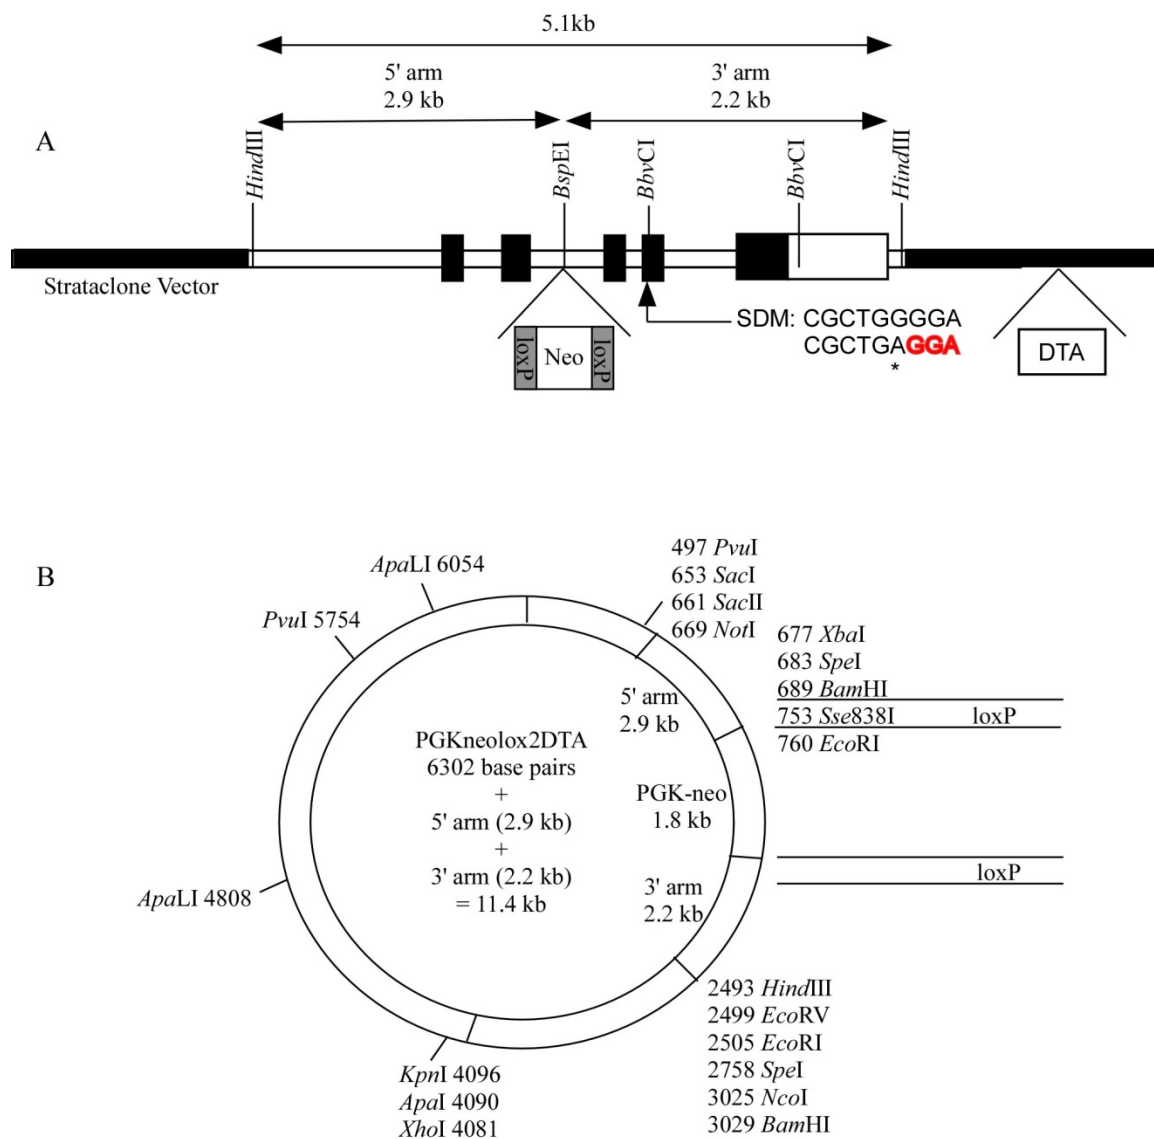 5.1kb
5' arm
2.9 kb
3' arm
2.2 kb
A
HindIII
BspEI
BbvCI
BbvCI
HindIII
Strataclone Vector
loxP
Neo
loxP
SDM: CGCTGGGGA
CGCTGAGGA
*
DTA
B
ApaLI 6054
PvuI 5754
ApaLI 4808
497 PvuI
653 SacI
661 SacII
669 NotI
677 XbaI
683 SpeI
689 BamHI
753 Sse838I loxP
760 EcoRI
5' arm
2.9 kb
PGKneolox2DTA
6302 base pairs
+
5' arm (2.9 kb)
+
3' arm (2.2 kb)
= 11.4 kb
PGK-neo
1.8 kb
loxP
3' arm
2.2 kb
2493 HindIII
2499 EcoRV
2505 EcoRI
2758 SpeI
3025 NcoI
3029 BamHI
KpnI 4096
ApaI 4090
XhoI 4081